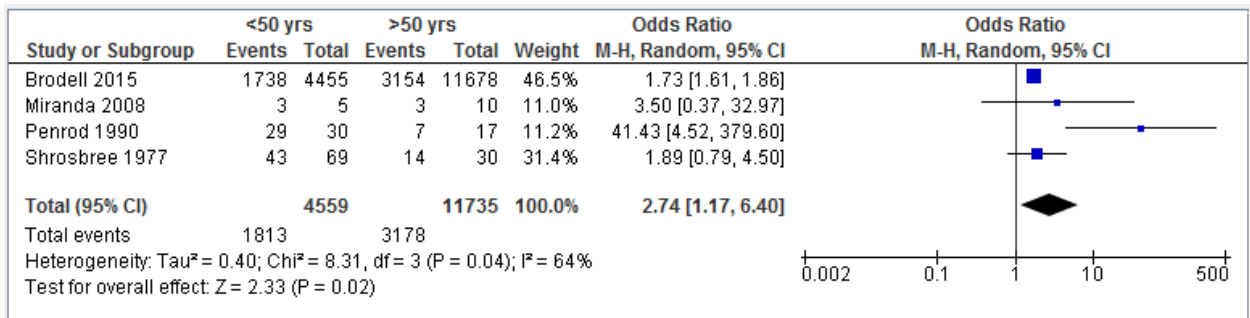 <50 yrs >50 yrs Odds Ratio Odds Ratio
Study or Subgroup Events Total Events Total Weight M-H, Random, 95% CI M-H, Random, 95% CI
Brodell 2015 1738 4455 3154 11678 46.5% 1.73 [1.61, 1.86]
Miranda 2008 3 5 3 10 11.0% 3.50 [0.37, 32.97]
Penrod 1990 29 30 7 17 11.2% 41.43 [4.52, 379.60]
Shrosbree 1977 43 69 14 30 31.4% 1.89 [0.79, 4.50]
Total (95% CI) 4559 11735 100.0% 2.74 [1.17, 6.40]
Total events 1813 3178
Heterogeneity: Tau² = 0.40; Chi² = 8.31, df = 3 (P = 0.04); I² = 64%
Test for overall effect: Z = 2.33 (P = 0.02)
0.002 0.1 1 10 500